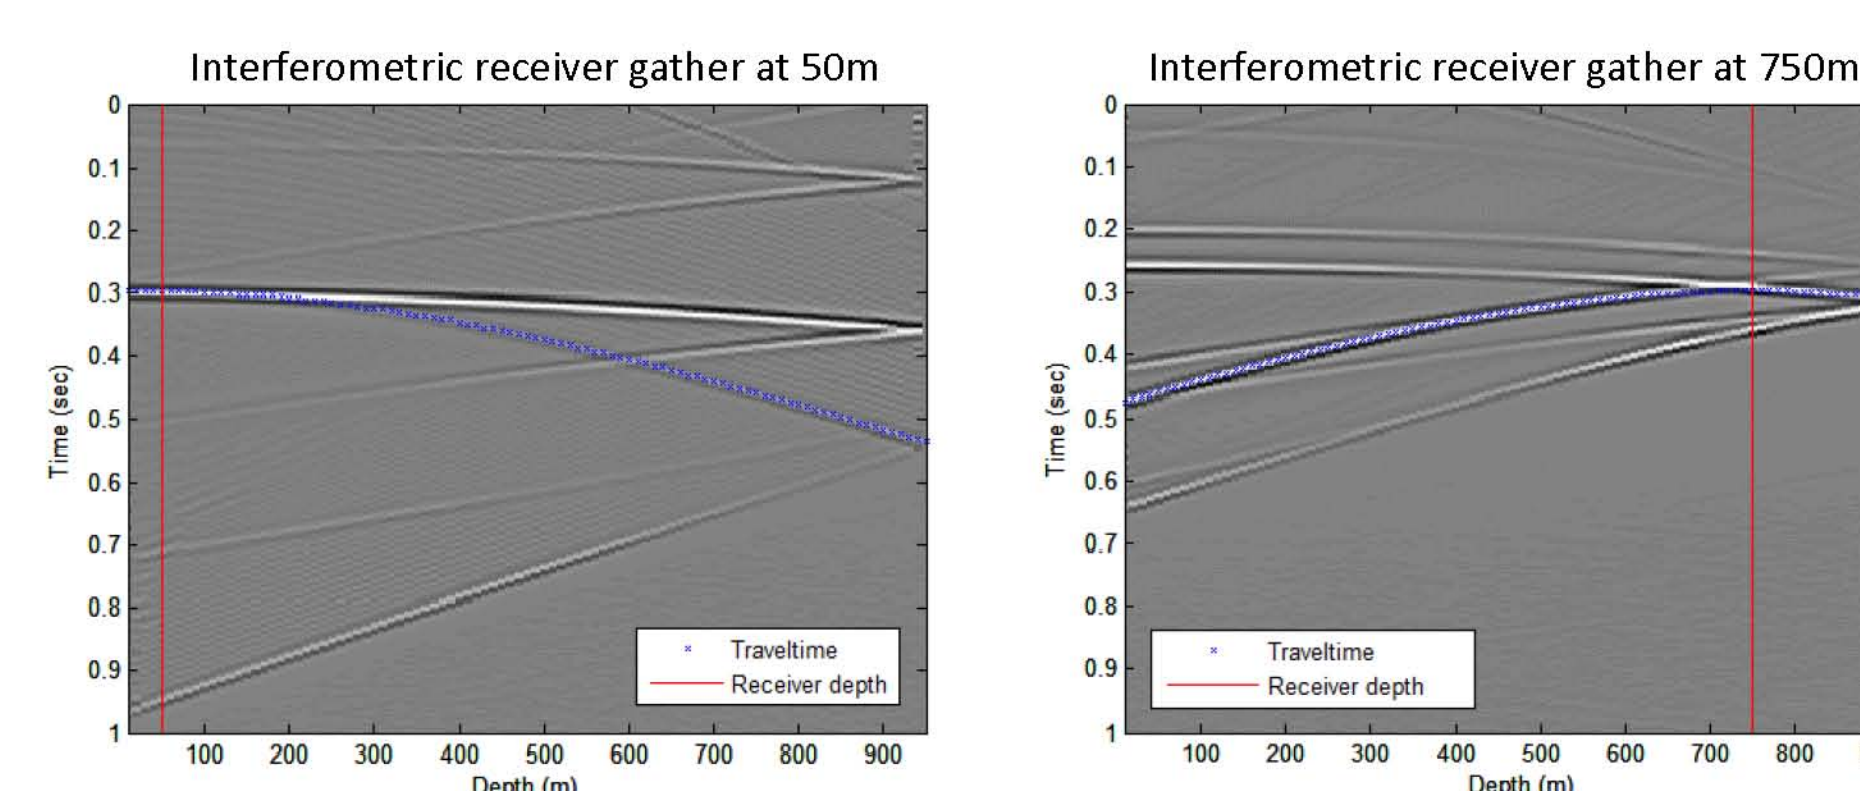 Interferometric receiver gather at 50m
0
0.1
0.2
0.3
0.4
0.5
0.6
0.7
0.8
0.9
1
Time (sec)
Traveltime
Receiver depth
100 200 300 400 500 600 700 800 900
Depth (m)
Interferometric receiver gather at 750m
0
0.1
0.2
0.3
0.4
0.5
0.6
0.7
0.8
0.9
1
Time (sec)
Traveltime
Receiver depth
100 200 300 400 500 600 700 800
Depth (m)